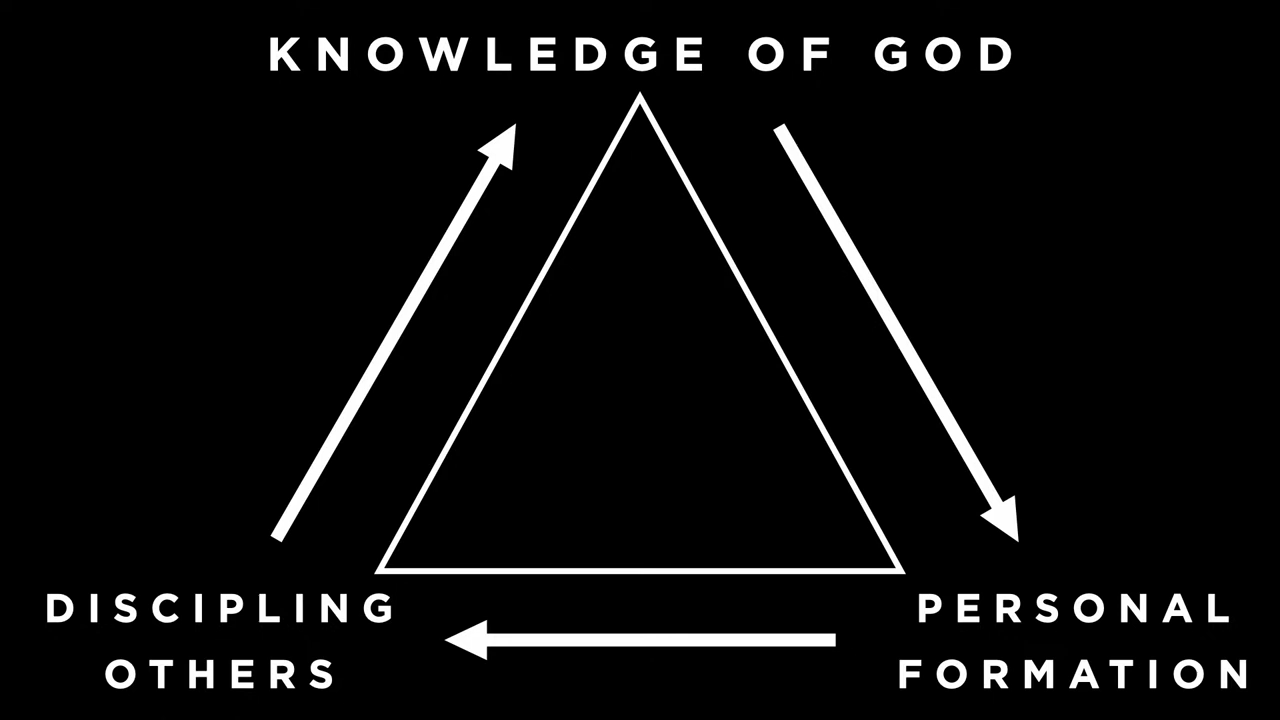 KNOWLEDGE OF GOD
DISCIPLING
OTHERS
PERSONAL
FORMATION